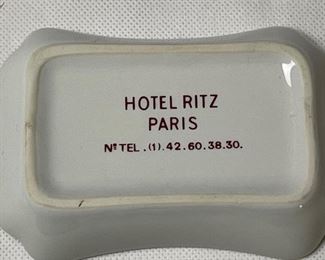 HOTEL RITZ
PARIS
Nº TEL.(1).42.60.38.30.